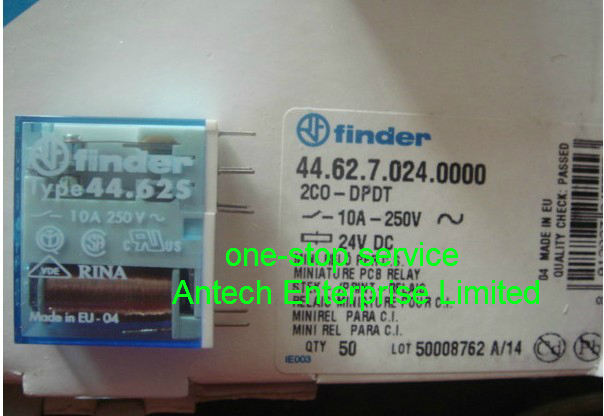 finder
Type 44.62S
10A 250V ~
VDE RINA
Made in EU - 04
finder
44.62.7.024.0000
2CO-DPDT
10A-250V ~
24V DC
MINIATURE PCB RELAY
MINIREL PARA C.I.
MINI REL PARA C.I.
QTY 50 LOT 50008762 A/14
IE003
04 MADE IN EU
QUALITY CHECK: PASSED
one-stop service
Antech Enterprise Limited